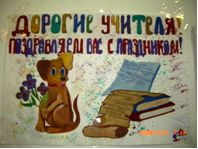 ДОРОГИЕ УЧИТЕЛЯ!
ПОЗДРАВЛЯЕМ ВАС С ПРАЗДНИКОМ!